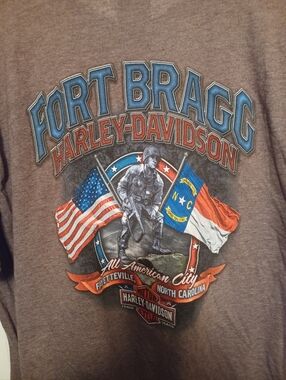 FORT BRAGG
HARLEY-DAVIDSON
N C
All American City
FAYETTEVILLE NORTH CAROLINA
HARLEY-DAVIDSON